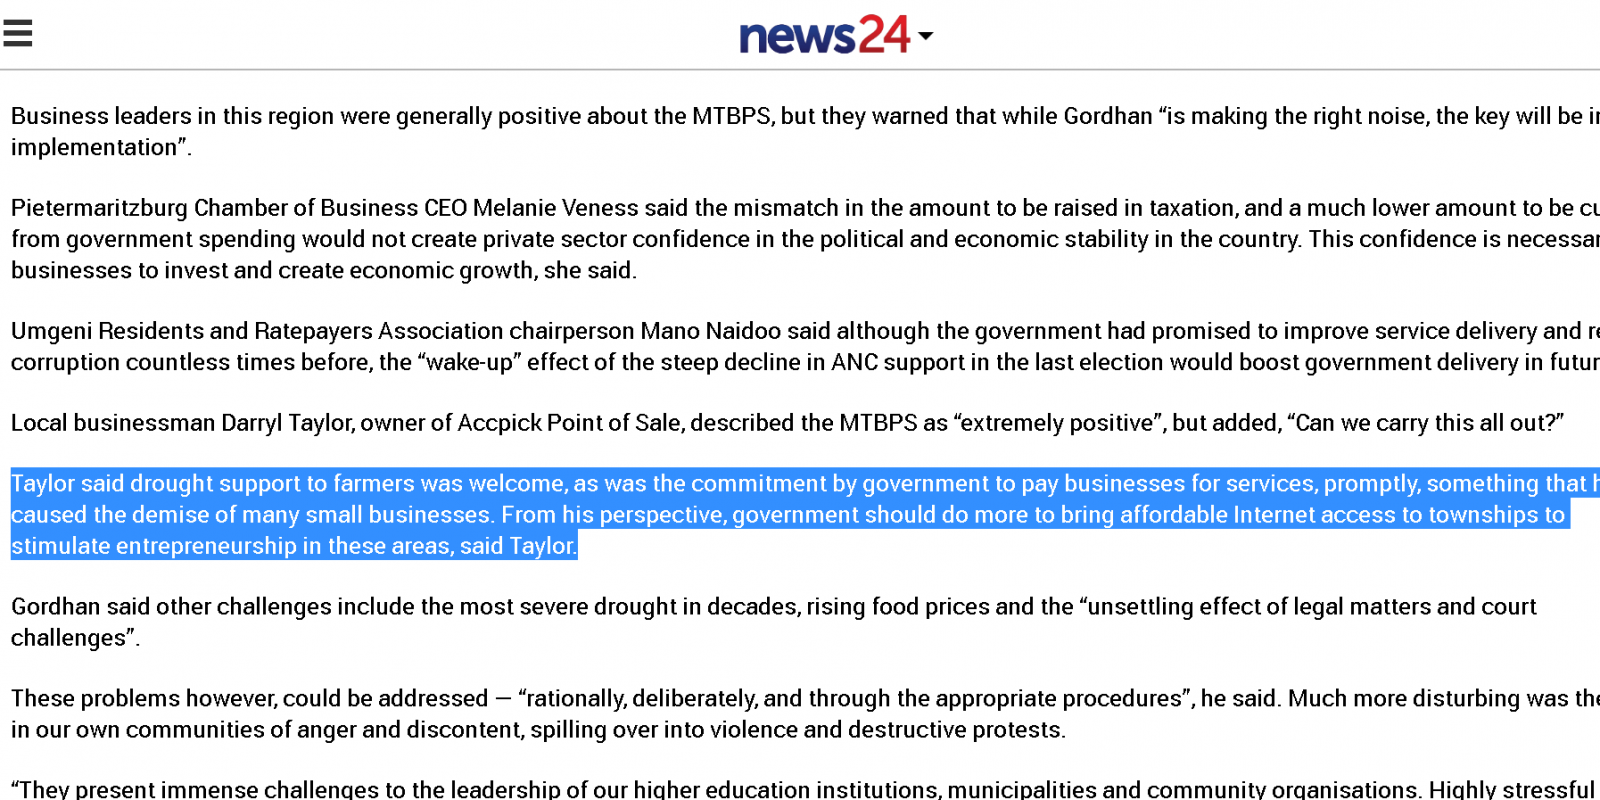 news24
Business leaders in this region were generally positive about the MTBPS, but they warned that while Gordhan “is making the right noise, the key will be
implementation”.
Pietermaritzburg Chamber of Business CEO Melanie Veness said the mismatch in the amount to be raised in taxation, and a much lower amount to be
from government spending would not create private sector confidence in the political and economic stability in the country. This confidence is
businesses to invest and create economic growth, she said.
Umgeni Residents and Ratepayers Association chairperson Mano Naidoo said although the government had promised to improve service delivery and
corruption countless times before, the “wake-up” effect of the steep decline in ANC support in the last election would boost government delivery in
Local businessman Darryl Taylor, owner of Accpick Point of Sale, described the MTBPS as “extremely positive”, but added, “Can we carry this all out?”
Taylor said drought support to farmers was welcome, as was the commitment by government to pay businesses for services, promptly, something that
caused the demise of many small businesses. From his perspective, government should do more to bring affordable Internet access to townships to
stimulate entrepreneurship in these areas, said Taylor.
Gordhan said other challenges include the most severe drought in decades, rising food prices and the “unsettling effect of legal matters and court
challenges”.
These problems however, could be addressed — “rationally, deliberately, and through the appropriate procedures”, he said. Much more disturbing was
in our own communities of anger and discontent, spilling over into violence and destructive protests.
“They present immense challenges to the leadership of our higher education institutions, municipalities and community organisations. Highly stressful